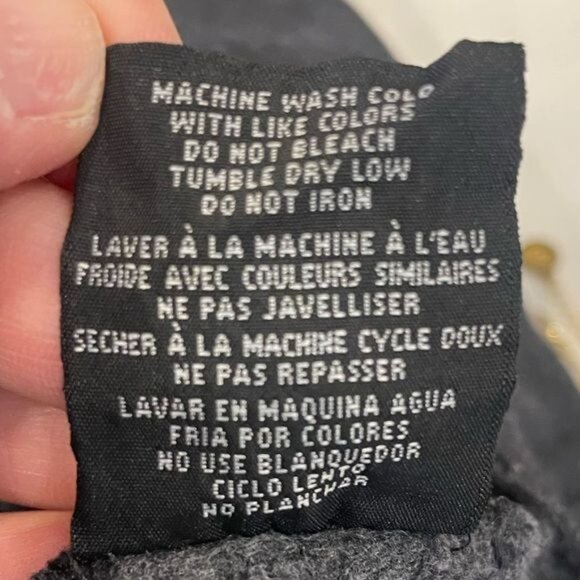 MACHINE WASH COLD
WITH LIKE COLORS
DO NOT BLEACH
TUMBLE DRY LOW
DO NOT IRON
LAVER À LA MACHINE À L'EAU
FROIDE AVEC COULEURS SIMILAIRES
NE PAS JAVELLISER
SECHER À LA MACHINE CYCLE DOUX
NE PAS REPASSER
LAVAR EN MAQUINA AGUA
FRIA POR COLORES
NO USE BLANQUEDOR
CICLO LENTO
NO PLANCHAR